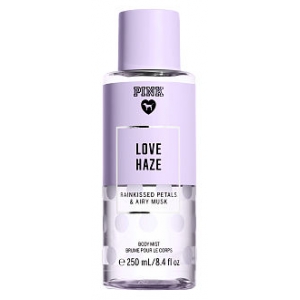 PINK
LOVE
HAZE
RAINKISSED PETALS
& AIRY MUSK
BODY MIST
BRUME POUR LE CORPS
℮ 250 mL/8.4 fl oz